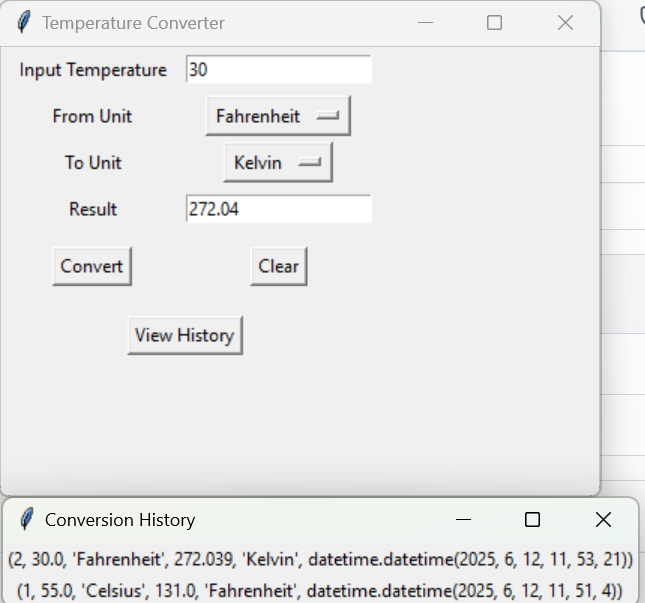 Temperature Converter
Input Temperature 30
From Unit Fahrenheit
To Unit Kelvin
Result 272.04
Convert Clear
View History
Conversion History
(2, 30.0, 'Fahrenheit', 272.039, 'Kelvin', datetime.datetime(2025, 6, 12, 11, 53, 21))
(1, 55.0, 'Celsius', 131.0, 'Fahrenheit', datetime.datetime(2025, 6, 12, 11, 51, 4))